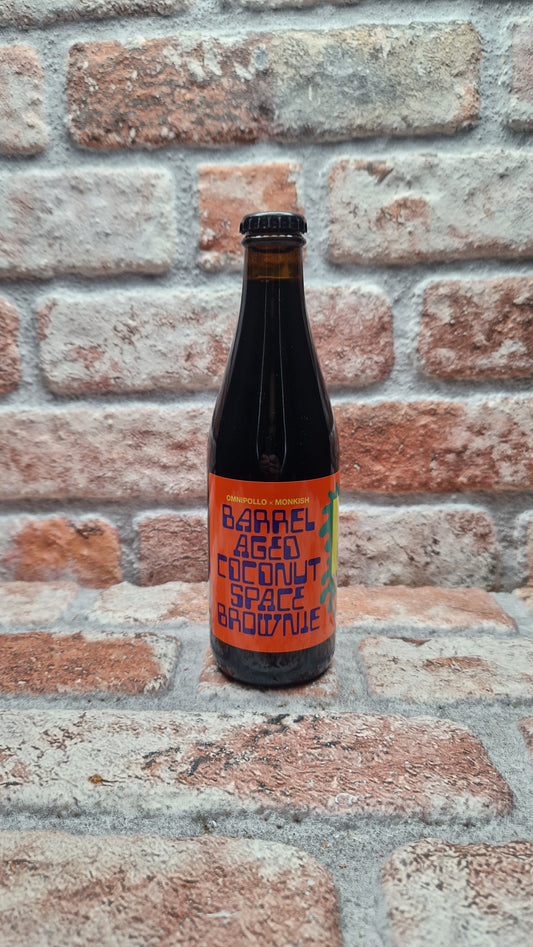 OMNIPOLLO × MONKISH
BARREL
AGED
COCONUT
SPACE
BROWNIE